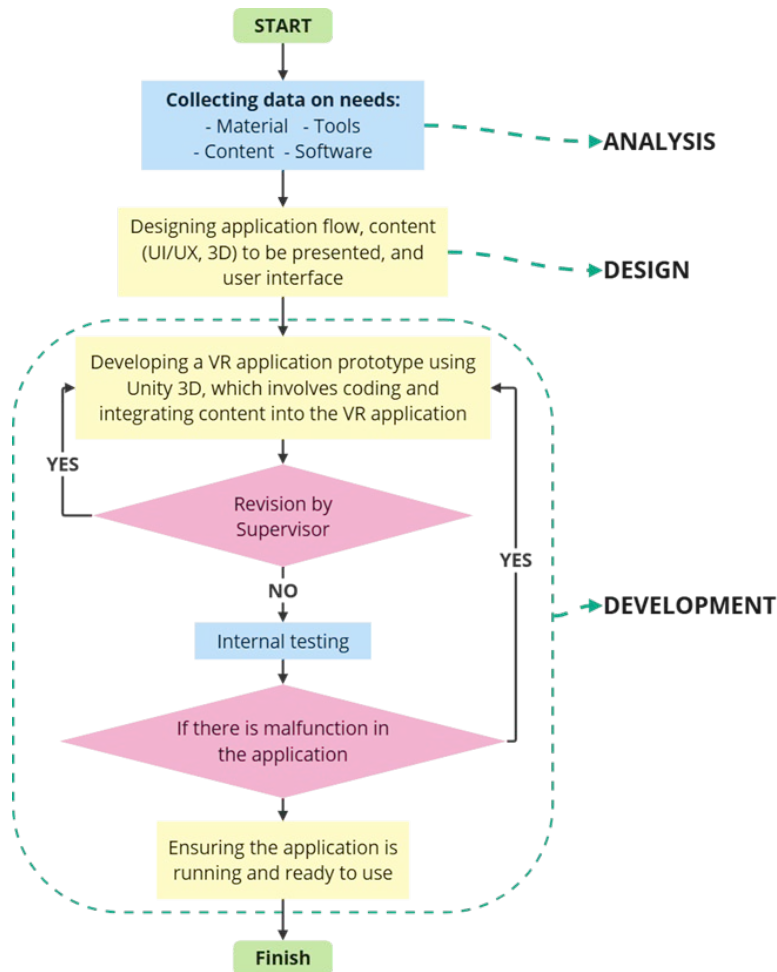 START
Collecting data on needs:
- Material - Tools
- Content - Software
ANALYSIS
Designing application flow, content
(UI/UX, 3D) to be presented, and
user interface
DESIGN
Developing a VR application prototype using
Unity 3D, which involves coding and
integrating content into the VR application
YES
Revision by
Supervisor
YES
NO
DEVELOPMENT
Internal testing
If there is malfunction in
the application
Ensuring the application is
running and ready to use
Finish